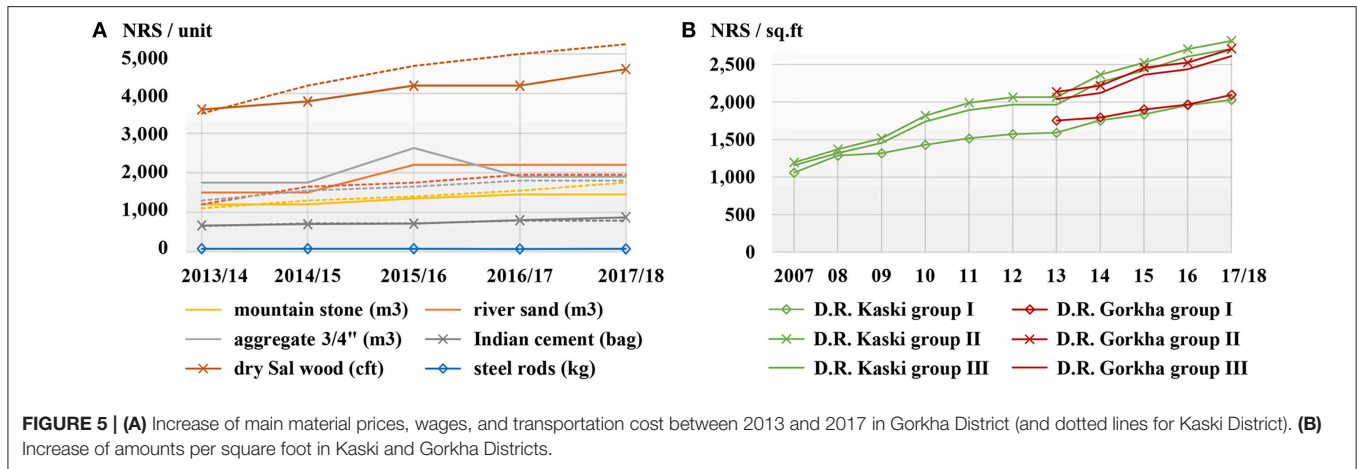 A NRS / unit
5,000
4,000
3,000
2,000
1,000
0
2013/14 2014/15 2015/16 2016/17 2017/18
mountain stone (m3) river sand (m3)
aggregate 3/4" (m3) Indian cement (bag)
dry Sal wood (cft) steel rods (kg)
B NRS / sq.ft
2,500
2,000
1,500
1,000
500
0
2007 08 09 10 11 12 13 14 15 16 17/18
D.R. Kaski group I D.R. Gorkha group I
D.R. Kaski group II D.R. Gorkha group II
D.R. Kaski group III D.R. Gorkha group III
FIGURE 5 | (A) Increase of main material prices, wages, and transportation cost between 2013 and 2017 in Gorkha District (and dotted lines for Kaski District). (B)
Increase of amounts per square foot in Kaski and Gorkha Districts.